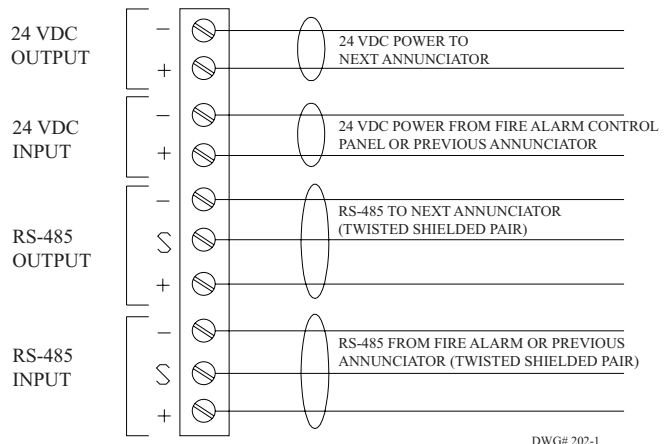 24 VDC
OUTPUT
−
+
24 VDC POWER TO
NEXT ANNUNCIATOR
24 VDC
INPUT
−
+
24 VDC POWER FROM FIRE ALARM CONTROL
PANEL OR PREVIOUS ANNUNCIATOR
RS-485
OUTPUT
−
S
+
RS-485 TO NEXT ANNUNCIATOR
(TWISTED SHIELDED PAIR)
RS-485
INPUT
−
S
+
RS-485 FROM FIRE ALARM OR PREVIOUS
ANNUNCIATOR (TWISTED SHIELDED PAIR)
DWG# 202-1